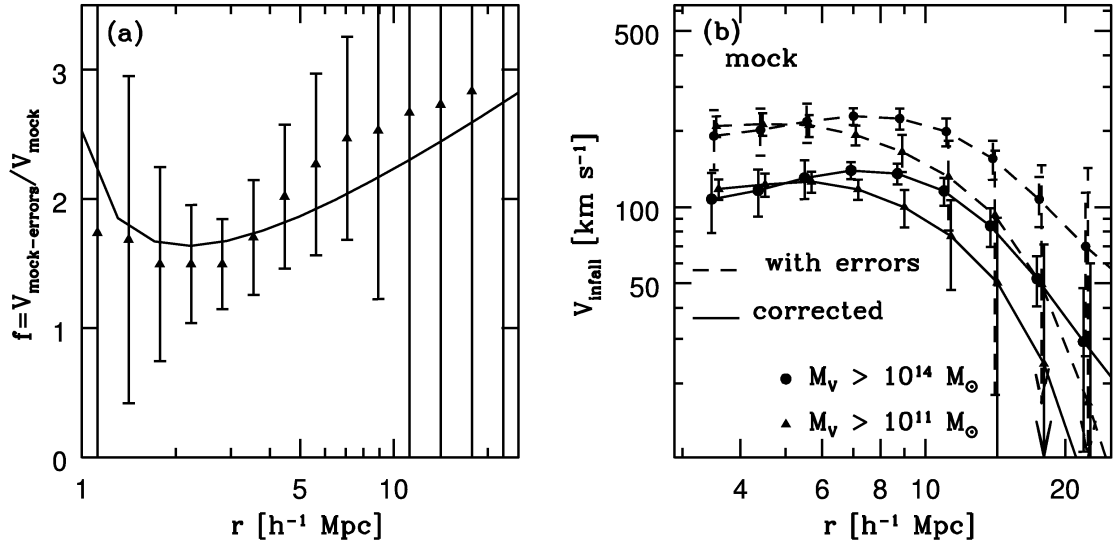 (a)
3
2
1
0
1
5
10
r [h⁻¹ Mpc]
f=V_mock-errors/V_mock
(b)
mock
500
100
50
with errors
corrected
M_V > 10¹⁴ M_⊙
M_V > 10¹¹ M_⊙
4
6
8
10
20
r [h⁻¹ Mpc]
V_infall [km s⁻¹]